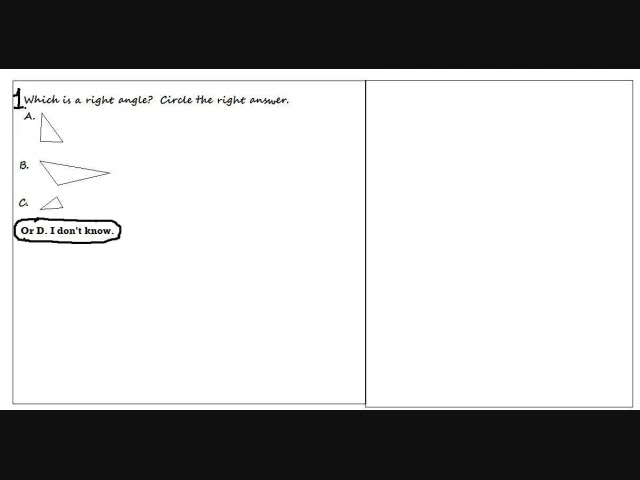 1. Which is a right angle? Circle the right answer.
A.
B.
C.
Or D. I don't know.